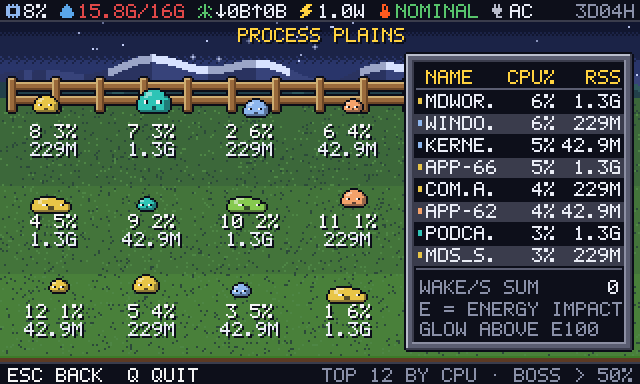 8% 15.8G/16G ↓0B↑0B 1.0W NOMINAL AC 3D04H
PROCESS PLAINS
8 3% 7 3% 2 6% 6 4%
229M 1.3G 229M 42.9M
4 5% 9 2% 10 2% 11 1%
1.3G 42.9M 1.3G 229M
12 1% 5 4% 3 5% 1 6%
42.9M 229M 42.9M 1.3G
NAME CPU% RSS
MDWOR. 6% 1.3G
WINDO. 6% 229M
KERNE. 5% 42.9M
APP-66 5% 1.3G
COM.A. 4% 229M
APP-62 4% 42.9M
PODCA. 3% 1.3G
MDS_S. 3% 229M
WAKE/S SUM 0
E = ENERGY IMPACT
GLOW ABOVE E100
ESC BACK Q QUIT TOP 12 BY CPU · BOSS > 50%